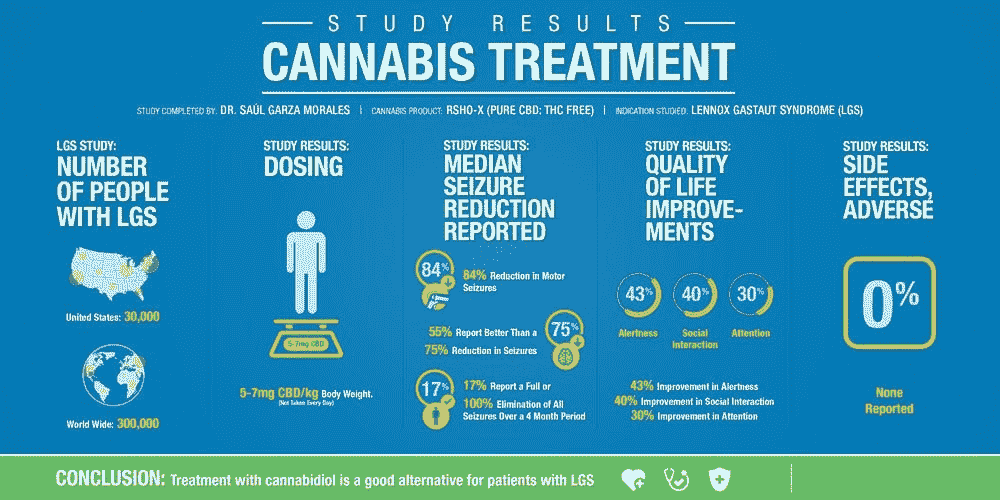 STUDY RESULTS
CANNABIS TREATMENT
STUDY COMPLETED BY: DR. SAÚL GARZA MORALES | CANNABIS PRODUCT: RSHO-X (PURE CBD: THC FREE) | INDICATION STUDIED: LENNOX GASTAUT SYNDROME (LGS)
LGS STUDY:
NUMBER
OF PEOPLE
WITH LGS
United States: 30,000
World Wide: 300,000
STUDY RESULTS:
DOSING
5-7mg CBD
5-7mg CBD/kg Body Weight.
(Not Taken Every Day)
STUDY RESULTS:
MEDIAN
SEIZURE
REDUCTION
REPORTED
84%
84% Reduction in Motor
Seizures
55% Report Better Than a
75% Reduction in Seizures
75%
17%
17% Report a Full or
100% Elimination of All
Seizures Over a 4 Month Period
STUDY RESULTS:
QUALITY
OF LIFE
IMPROVE-
MENTS
43% 40% 30%
Alertness Social Interaction Attention
43% Improvement in Alertness
40% Improvement in Social Interaction
30% Improvement in Attention
STUDY RESULTS:
SIDE
EFFECTS,
ADVERSE
0%
None
Reported
CONCLUSION: Treatment with cannabidiol is a good alternative for patients with LGS